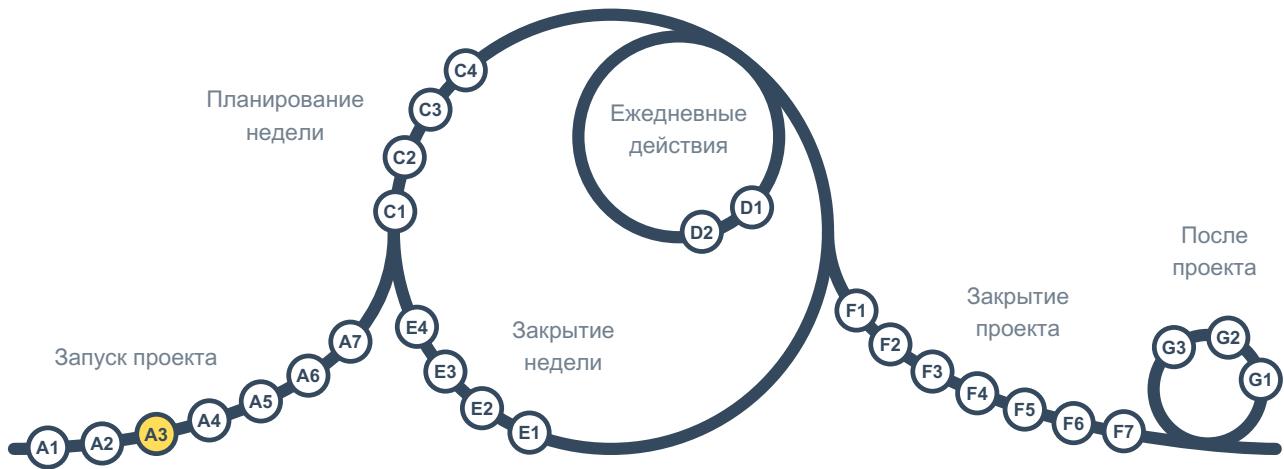 Запуск проекта
A1
A2
A3
A4
A5
A6
A7
Планирование
недели
C1
C2
C3
C4
Ежедневные
действия
D1
D2
Закрытие
недели
E1
E2
E3
E4
Закрытие
проекта
F1
F2
F3
F4
F5
F6
F7
После
проекта
G1
G2
G3